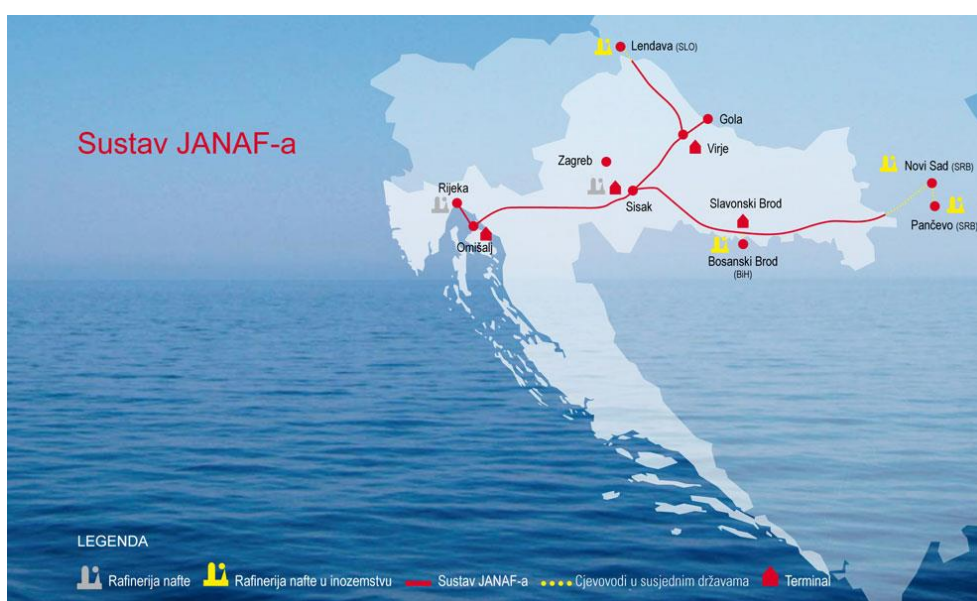 Sustav JANAF-a
Lendava (SLO)
Gola
Virje
Zagreb
Novi Sad (SRB)
Rijeka
Sisak
Slavonski Brod
Pančevo (SRB)
Omišalj
Bosanski Brod
(BiH)
LEGENDA
Rafinerija nafte Rafinerija nafte u inozemstvu Sustav JANAF-a Cjevovodi u susjednim državama Terminal